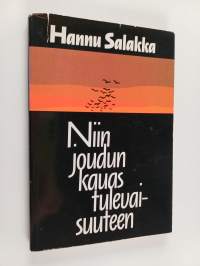 Hannu Salakka
Niin
joudun
kauas
tulevai-
suuteen